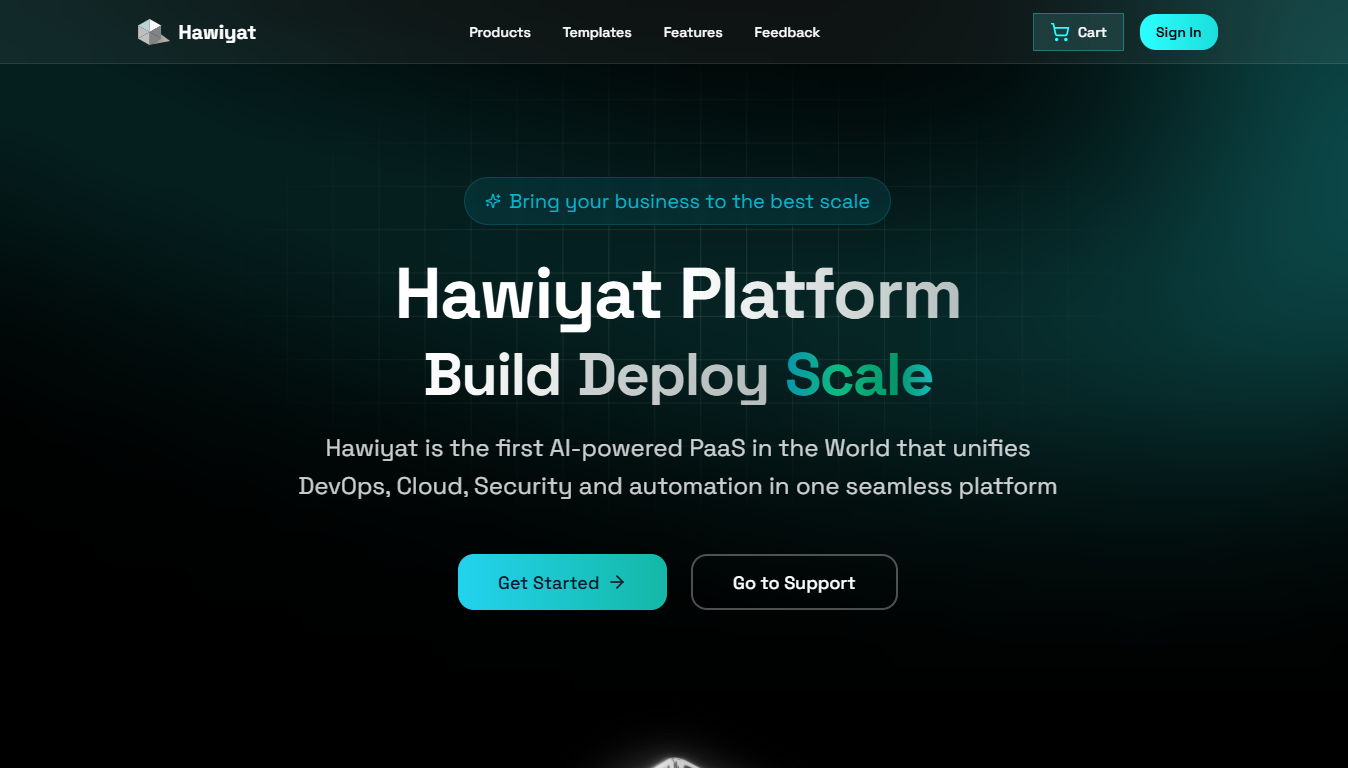 Hawiyat
Products
Templates
Features
Feedback
Cart
Sign In
Bring your business to the best scale
Hawiyat Platform
Build Deploy Scale
Hawiyat is the first AI-powered PaaS in the World that unifies
DevOps, Cloud, Security and automation in one seamless platform
Get Started
Go to Support